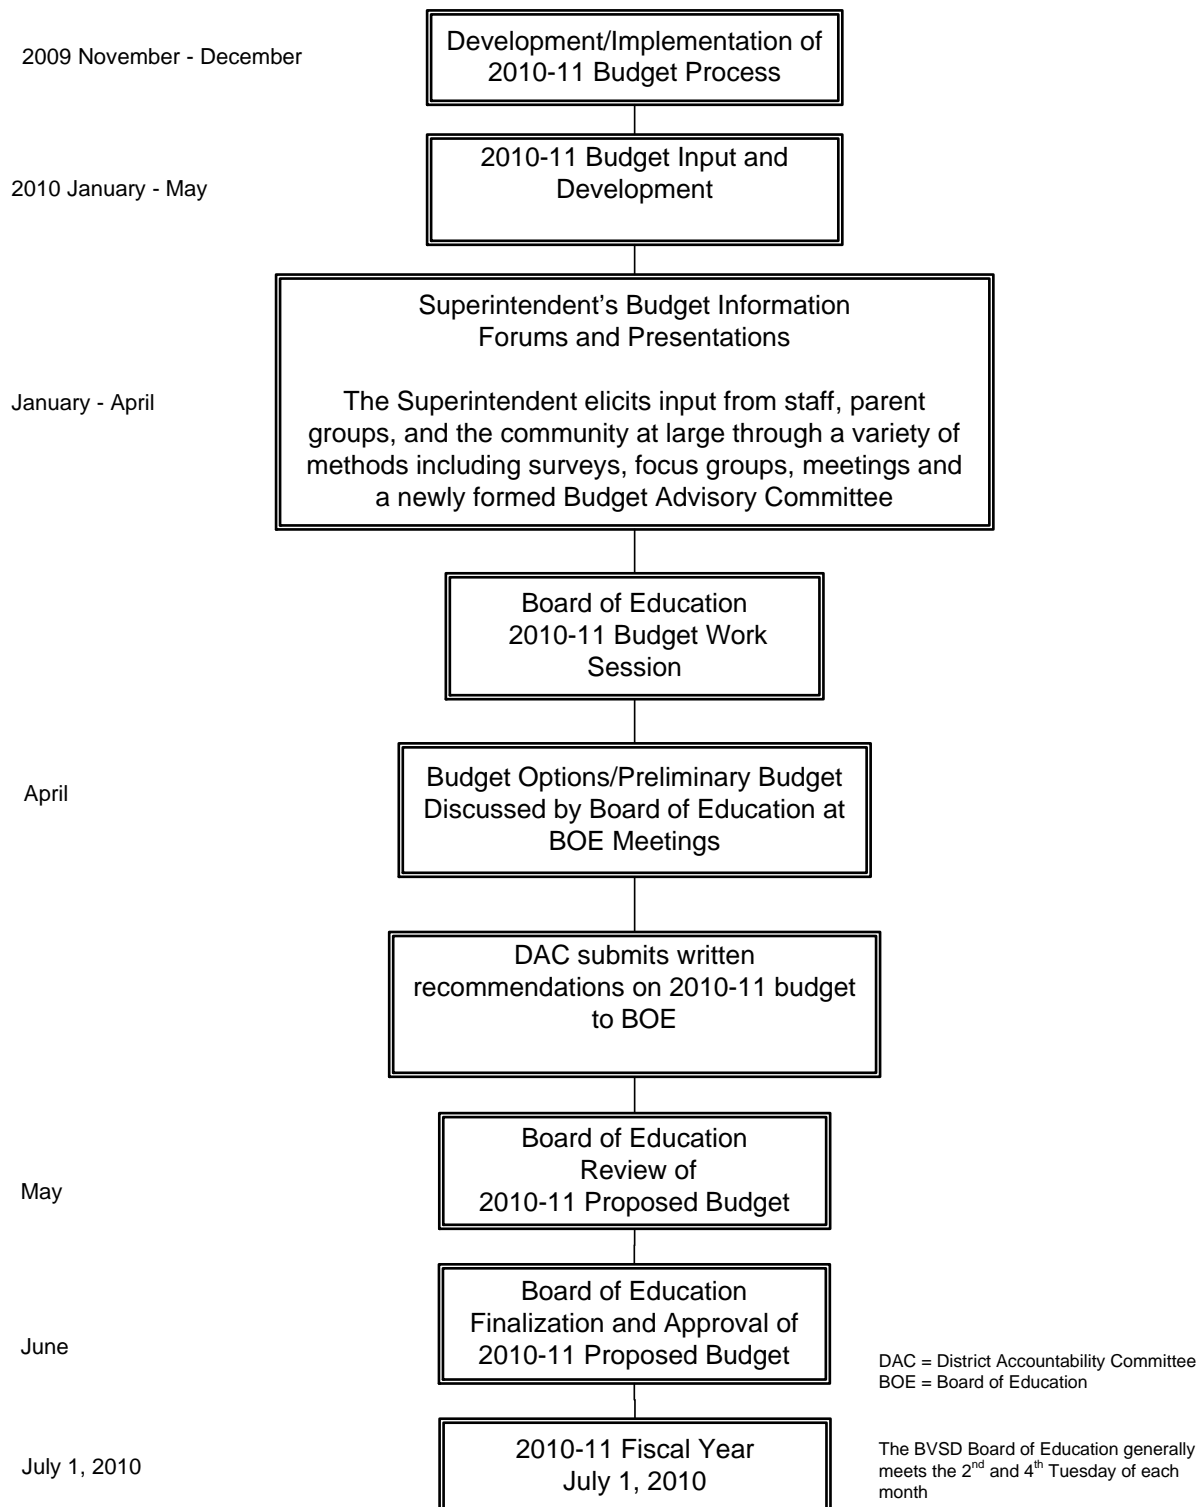 2009 November - December
Development/Implementation of
2010-11 Budget Process
2010 January - May
2010-11 Budget Input and
Development
Superintendent’s Budget Information
Forums and Presentations
January - April
The Superintendent elicits input from staff, parent
groups, and the community at large through a variety of
methods including surveys, focus groups, meetings and
a newly formed Budget Advisory Committee
Board of Education
2010-11 Budget Work
Session
April
Budget Options/Preliminary Budget
Discussed by Board of Education at
BOE Meetings
DAC submits written
recommendations on 2010-11 budget
to BOE
May
Board of Education
Review of
2010-11 Proposed Budget
June
Board of Education
Finalization and Approval of
2010-11 Proposed Budget
DAC = District Accountability Committee
BOE = Board of Education
July 1, 2010
2010-11 Fiscal Year
July 1, 2010
The BVSD Board of Education generally
meets the 2nd and 4th Tuesday of each
month